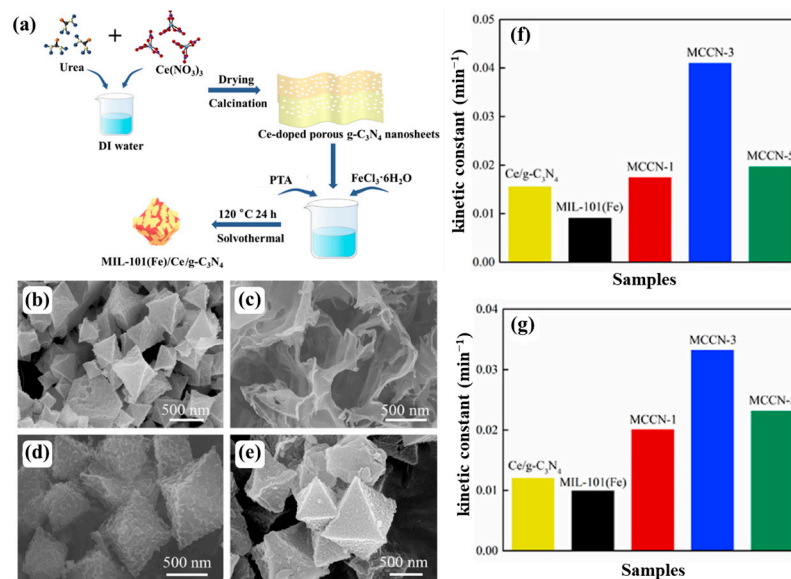 (a)
+
Urea
Ce(NO₃)₃
DI water
Drying
Calcination
Ce-doped porous g-C₃N₄ nanosheets
PTA
FeCl₃·6H₂O
120 °C 24 h
Solvothermal
MIL-101(Fe)/Ce/g-C₃N₄
(b)
500 nm
(c)
500 nm
(d)
500 nm
(e)
500 nm
(f)
kinetic constant (min⁻¹)
0.05
0.04
0.03
0.02
0.01
0.00
Ce/g-C₃N₄
MIL-101(Fe)
MCCN-1
MCCN-3
MCCN-5
Samples
(g)
kinetic constant (min⁻¹)
0.04
0.03
0.02
0.01
0.00
Ce/g-C₃N₄
MIL-101(Fe)
MCCN-1
MCCN-3
MCCN-
Samples